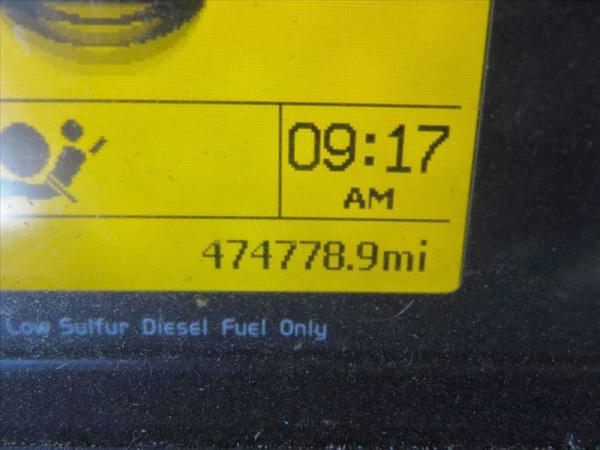 09:17
AM
474778.9mi
Low Sulfur Diesel Fuel Only